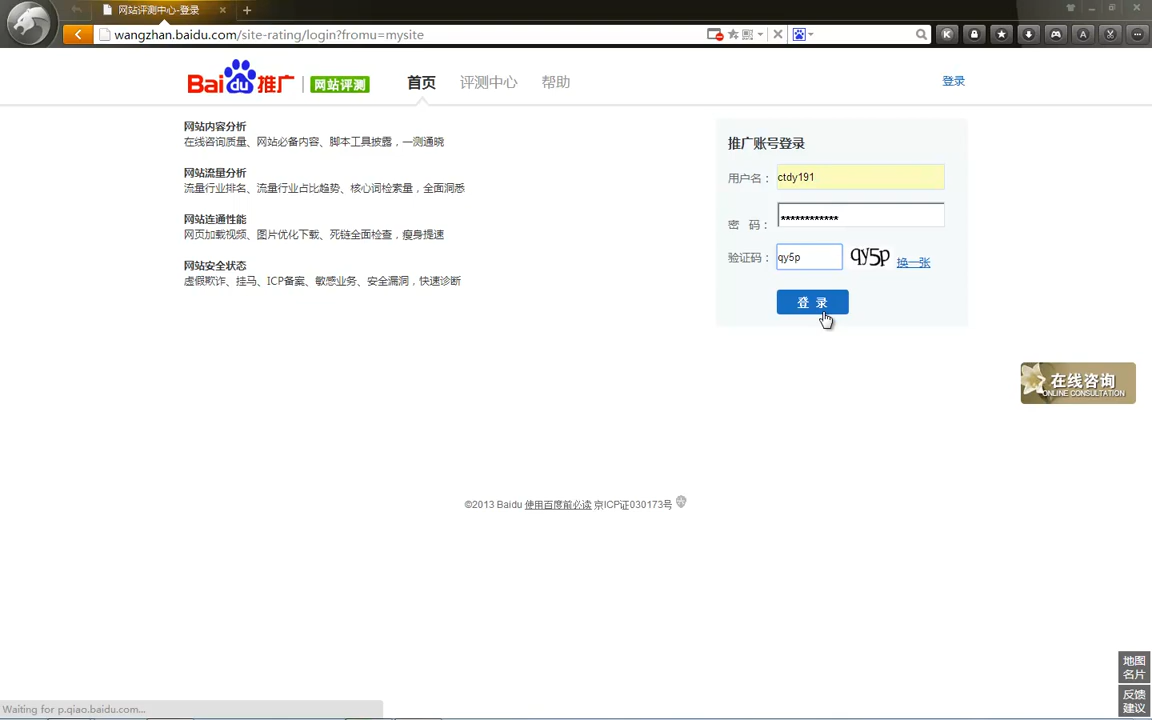 网站评测中心-登录
wangzhan.baidu.com/site-rating/login?fromu=mysite
Bai du 推广 网站评测 首页 评测中心 帮助 登录
网站内容分析
在线咨询质量、网站必备内容、脚本工具披露，一测通晓
网站流量分析
流量行业排名、流量行业占比趋势、核心词检索量，全面洞悉
网站连通性能
网页加载视频、图片优化下载、死链全面检查，瘦身提速
网站安全状态
虚假欺诈、挂马、ICP备案、敏感业务、安全漏洞，快速诊断
推广账号登录
用户名： ctdy191
密 码： ************
验证码： qy5p qy5p 换一张
登 录
在线咨询
ONLINE CONSULTATION
©2013 Baidu 使用百度前必读 京ICP证030173号
地图
名片
反馈
建议
Waiting for p.qiao.baidu.com...